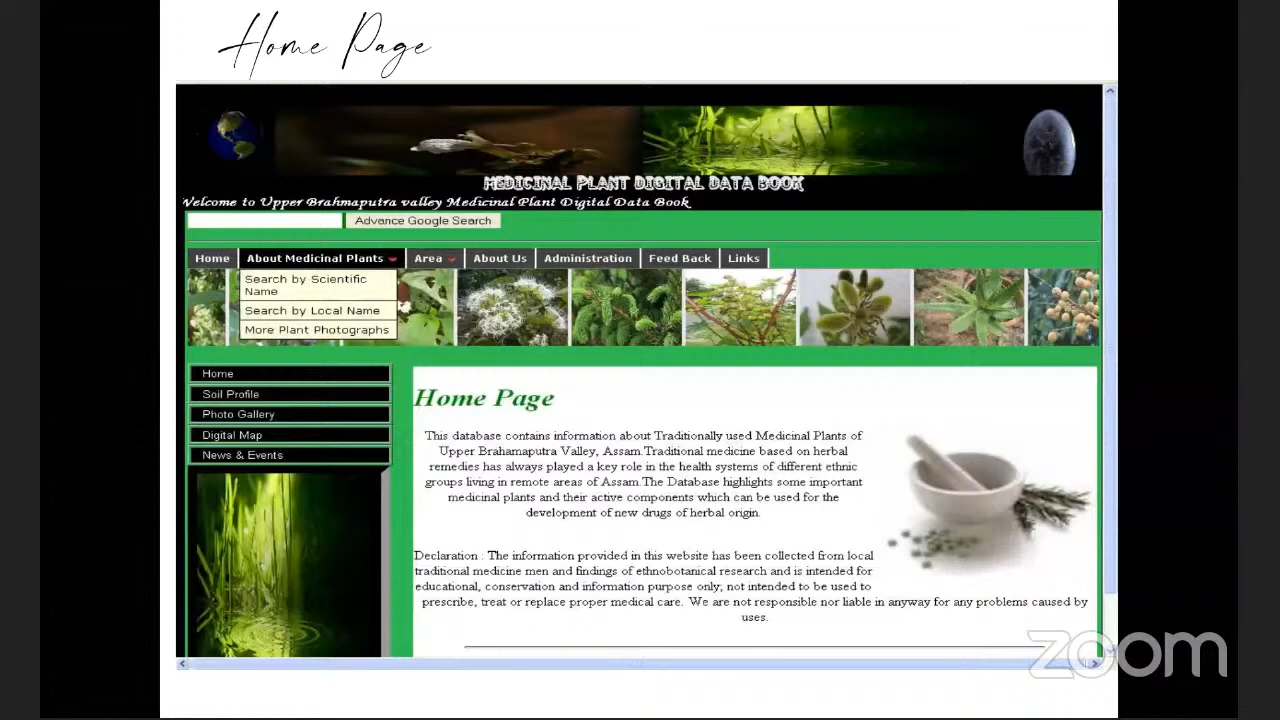 Home Page
MEDICINAL PLANT DIGITAL DATA BOOK
Welcome to Upper Brahmaputra valley Medicinal Plant Digital Data Book
Advance Google Search
Home About Medicinal Plants Area About Us Administration Feed Back Links
Search by Scientific
Name
Search by Local Name
More Plant Photographs
Home
Soil Profile
Photo Gallery
Digital Map
News & Events
Home Page
This database contains information about Traditionally used Medicinal Plants of
Upper Brahamaputra Valley, Assam.Traditional medicine based on herbal
remedies has always played a key role in the health systems of different ethnic
groups living in remote areas of Assam.The Database highlights some important
medicinal plants and their active components which can be used for the
development of new drugs of herbal origin.
Declaration : The information provided in this website has been collected from local
traditional medicine men and findings of ethnobotanical research and is intended for
educational, conservation and information purpose only; not intended to be used to
prescribe, treat or replace proper medical care. We are not responsible nor liable in anyway for any problems caused by
uses.
zoom